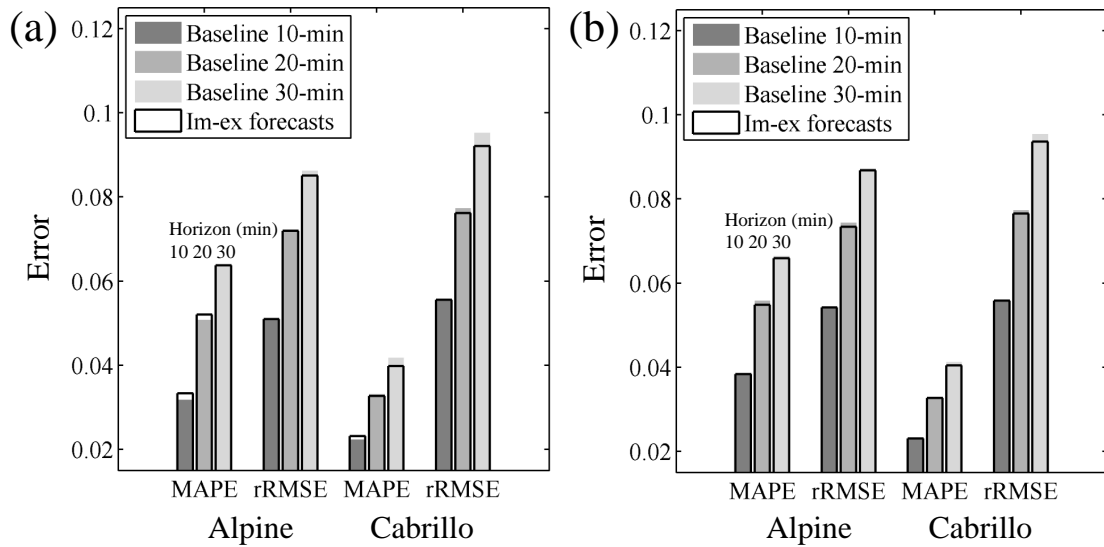 (a)
0.12
0.1
0.08
0.06
0.04
0.02
Error
Baseline 10-min
Baseline 20-min
Baseline 30-min
Im-ex forecasts
Horizon (min)
10 20 30
MAPE rRMSE MAPE rRMSE
Alpine Cabrillo
(b)
0.12
0.1
0.08
0.06
0.04
0.02
Error
Baseline 10-min
Baseline 20-min
Baseline 30-min
Im-ex forecasts
Horizon (min)
10 20 30
MAPE rRMSE MAPE rRMSE
Alpine Cabrillo